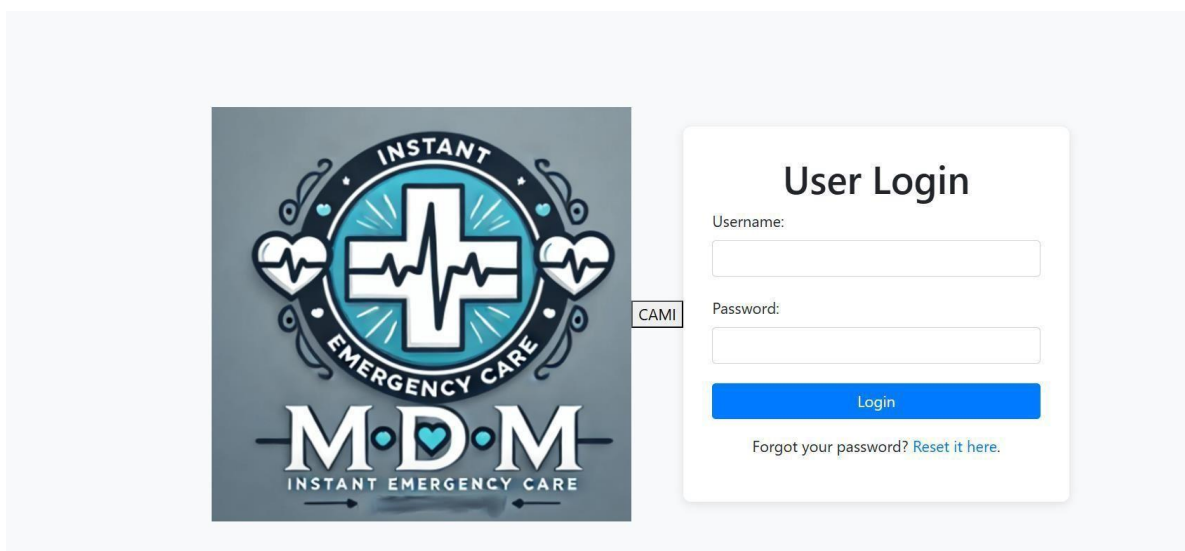 INSTANT
EMERGENCY CARE
M•D•M
INSTANT EMERGENCY CARE
CAMI
User Login
Username:
Password:
Login
Forgot your password? Reset it here.